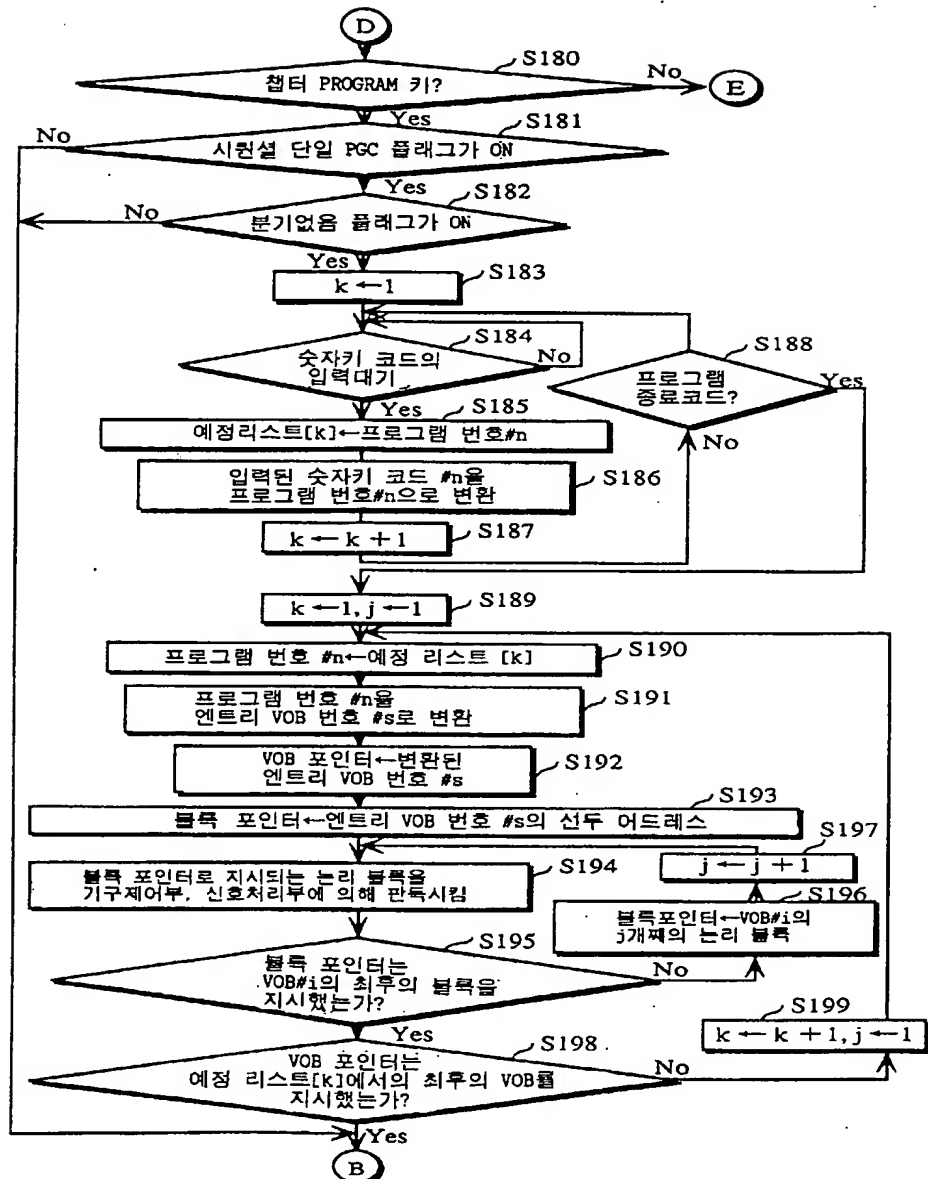 D
S180
챕터 PROGRAM 키?
No
E
Yes
S181
No
시퀀셜 단일 PGC 플래그가 ON
Yes
S182
No
분기없음 플래그가 ON
Yes
S183
k ← 1
S184
숫자키 코드의
입력대기
No
S188
프로그램
종료코드?
Yes
No
Yes
S185
예정리스트[k]←프로그램 번호#n
입력된 숫자키 코드 #n을
프로그램 번호#n으로 변환
S186
k ← k + 1
S187
k ← 1, j ← 1
S189
프로그램 번호 #n←예정 리스트 [k]
S190
프로그램 번호 #n을
엔트리 VOB 번호 #s로 변환
S191
VOB 포인터←변환된
엔트리 VOB 번호 #s
S192
S193
블록 포인터←엔트리 VOB 번호 #s의 선두 어드레스
S197
j ← j + 1
블록 포인터로 지시되는 논리 블록을
기구제어부, 신호처리부에 의해 판독시킴
S194
S196
블록포인터←VOB#i의
j개째의 논리 블록
S195
블록 포인터는
VOB#i의 최후의 블록을
지시했는가?
No
Yes
S199
k ← k + 1, j ← 1
S198
VOB 포인터는
예정 리스트[k]에서의 최후의 VOB를
지시했는가?
No
Yes
B